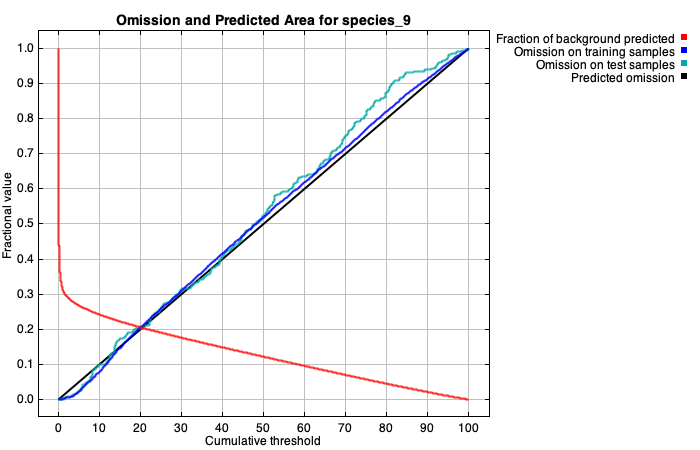 Omission and Predicted Area for species_9
Fraction of background predicted
Omission on training samples
Omission on test samples
Predicted omission
Fractional value
1.0
0.9
0.8
0.7
0.6
0.5
0.4
0.3
0.2
0.1
0.0
0 10 20 30 40 50 60 70 80 90 100
Cumulative threshold